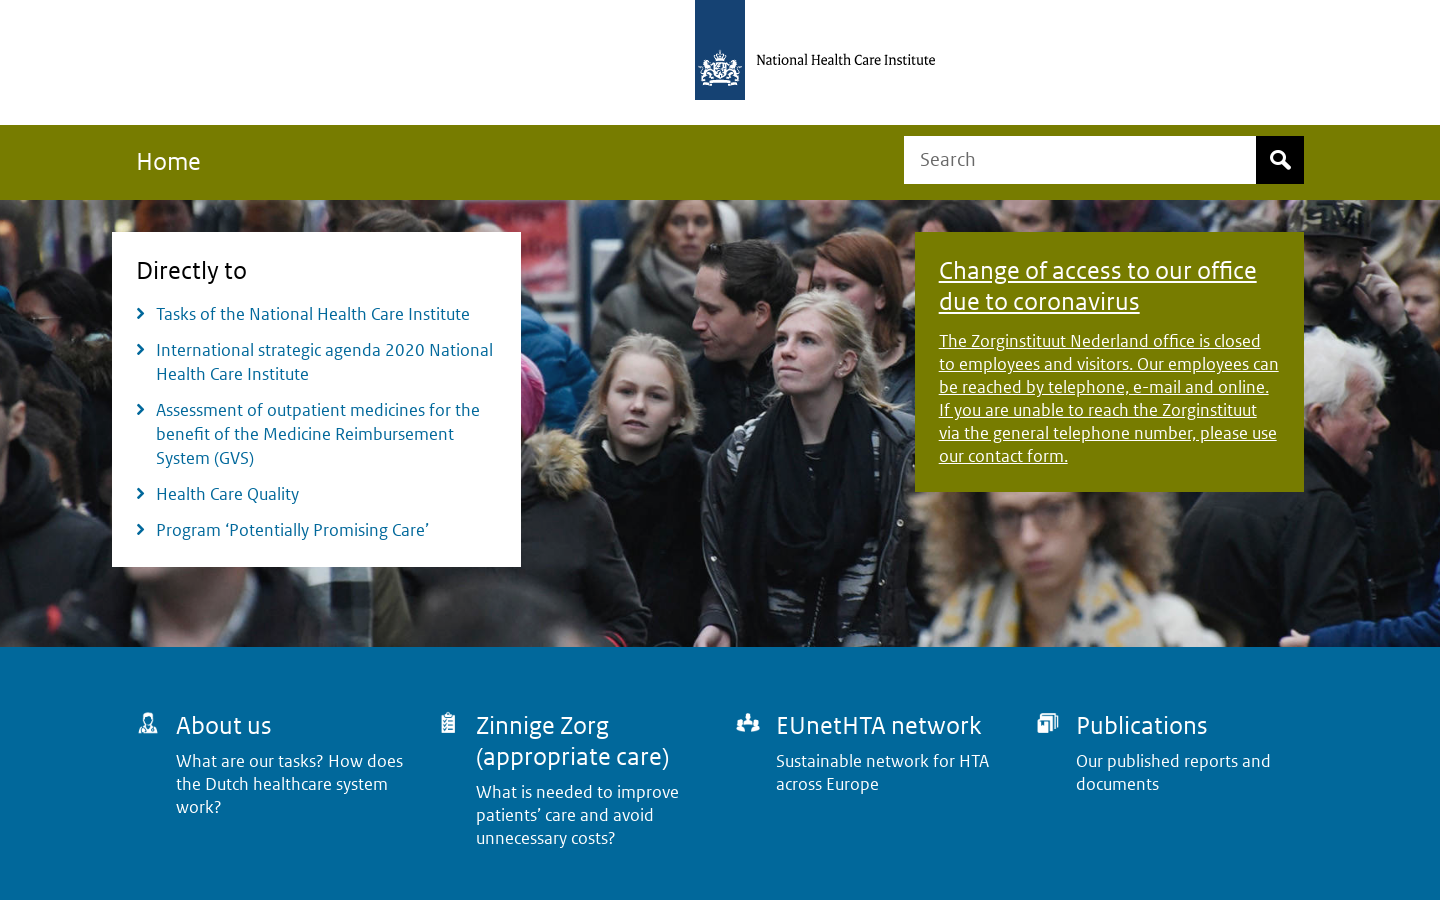 National Health Care Institute
Home
Search
Directly to
Tasks of the National Health Care Institute
International strategic agenda 2020 National
Health Care Institute
Assessment of outpatient medicines for the
benefit of the Medicine Reimbursement
System (GVS)
Health Care Quality
Program ‘Potentially Promising Care’
Change of access to our office
due to coronavirus
The Zorginstituut Nederland office is closed
to employees and visitors. Our employees can
be reached by telephone, e-mail and online.
If you are unable to reach the Zorginstituut
via the general telephone number, please use
our contact form.
About us
What are our tasks? How does
the Dutch healthcare system
work?
Zinnige Zorg
(appropriate care)
What is needed to improve
patients’ care and avoid
unnecessary costs?
EUnetHTA network
Sustainable network for HTA
across Europe
Publications
Our published reports and
documents